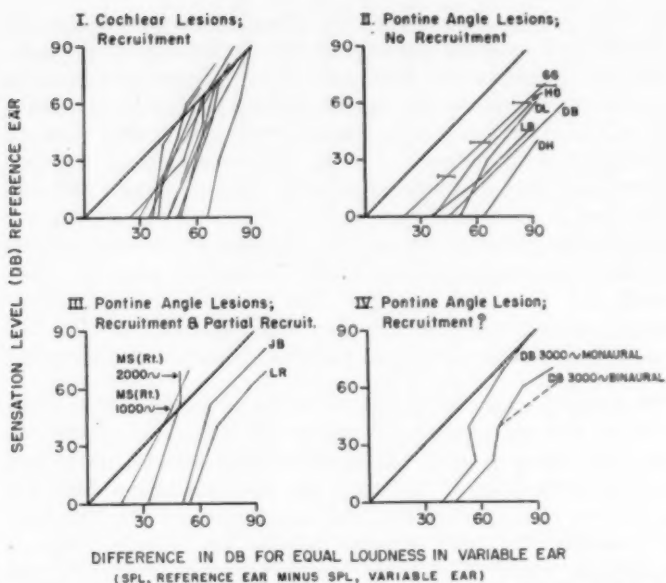 I. Cochlear Lesions;
Recruitment
II. Pontine Angle Lesions;
No Recruitment
SENSATION LEVEL (DB) REFERENCE EAR
90
60
30
0
30
60
90
90
60
30
0
30
60
90
GG
HG
DL
DB
LS
DH
III. Pontine Angle Lesions;
Recruitment & Partial Recruit.
IV. Pontine Angle Lesion;
Recruitment ?
90
60
30
0
30
60
90
MS (Rt.)
2000~
MS (Rt.)
1000~
JB
LR
90
60
30
0
30
60
90
DB 3000~MONAURAL
DB 3000~BINAURAL
DIFFERENCE IN DB FOR EQUAL LOUDNESS IN VARIABLE EAR
(SPL, REFERENCE EAR MINUS SPL, VARIABLE EAR)